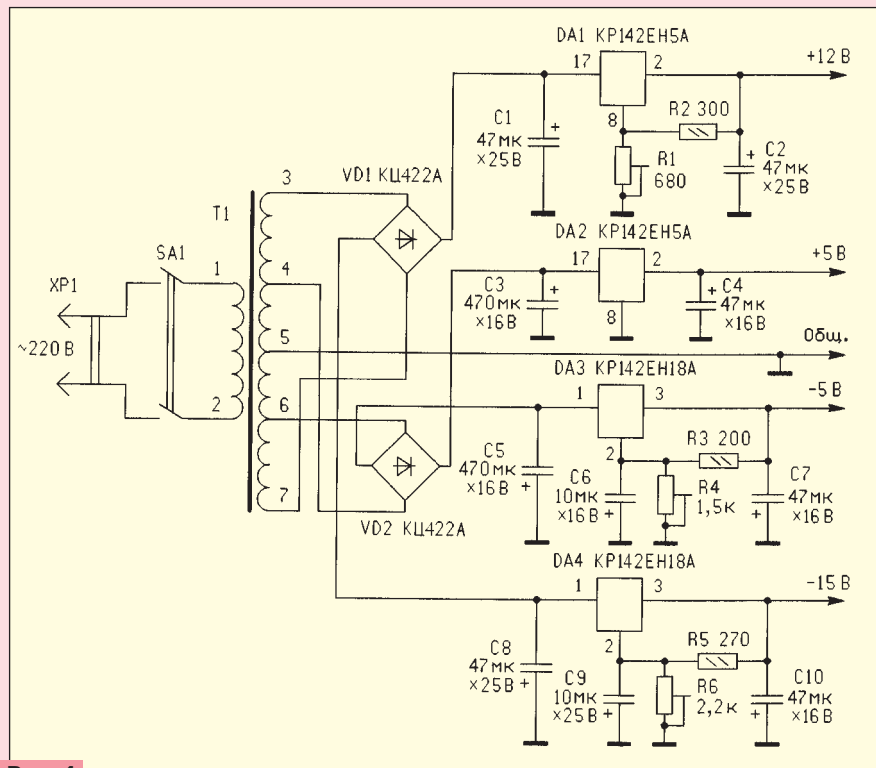 DA1 КР142ЕН5А
17
2
+12 В
8
R2 300
C1
47мк
×25В
+
R1
680
C2
47мк
×25В
+
VD1 КЦ422А
T1
3
4
5
6
7
SA1
1
2
XP1
~220 В
DA2 КР142ЕН5А
17
2
+5 В
8
C3
470мк
×16В
+
C4
47мк
×16В
+
Общ.
DA3 КР142ЕН18А
1
3
-5 В
2
R3 200
C5
470мк
×16В
+
C6
10мк
×16В
+
R4
1,5к
C7
47мк
×16В
+
VD2 КЦ422А
DA4 КР142ЕН18А
1
3
-15 В
2
R5 270
C8
47мк
×25В
+
C9
10мк
×25В
+
R6
2,2к
C10
47мк
×16В
+